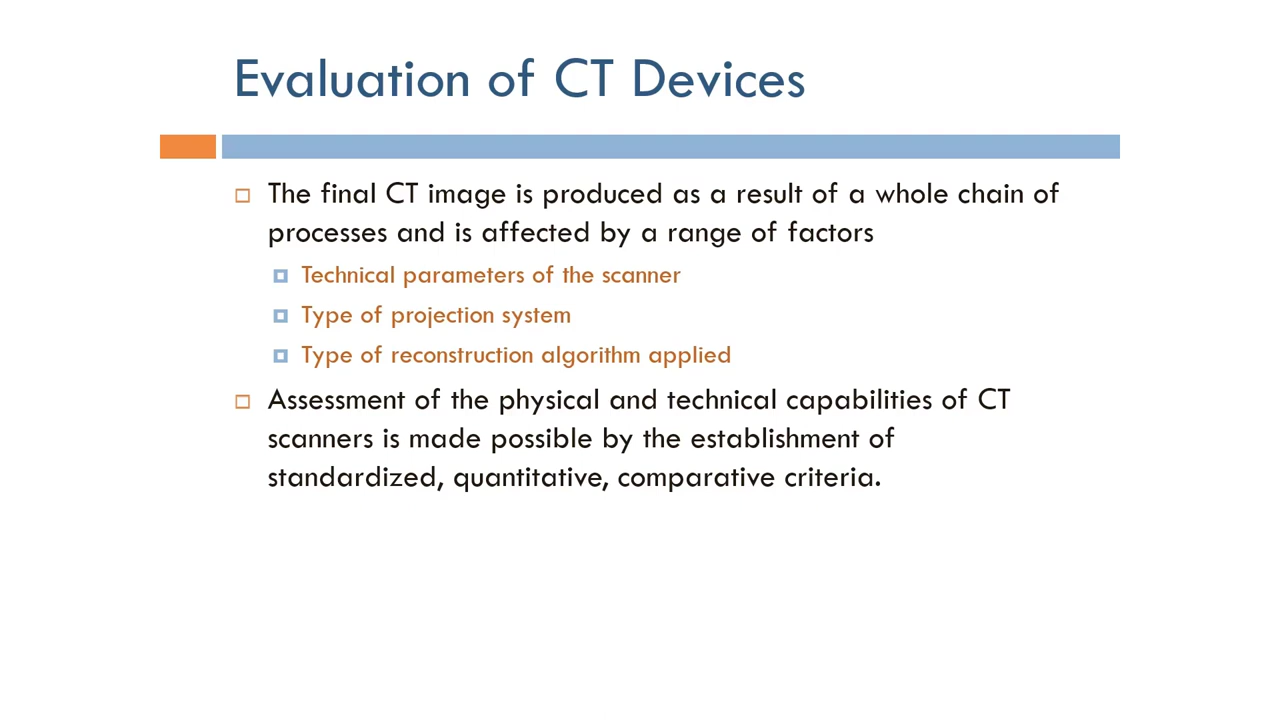 Evaluation of CT Devices
The final CT image is produced as a result of a whole chain of
processes and is affected by a range of factors
Technical parameters of the scanner
Type of projection system
Type of reconstruction algorithm applied
Assessment of the physical and technical capabilities of CT
scanners is made possible by the establishment of
standardized, quantitative, comparative criteria.